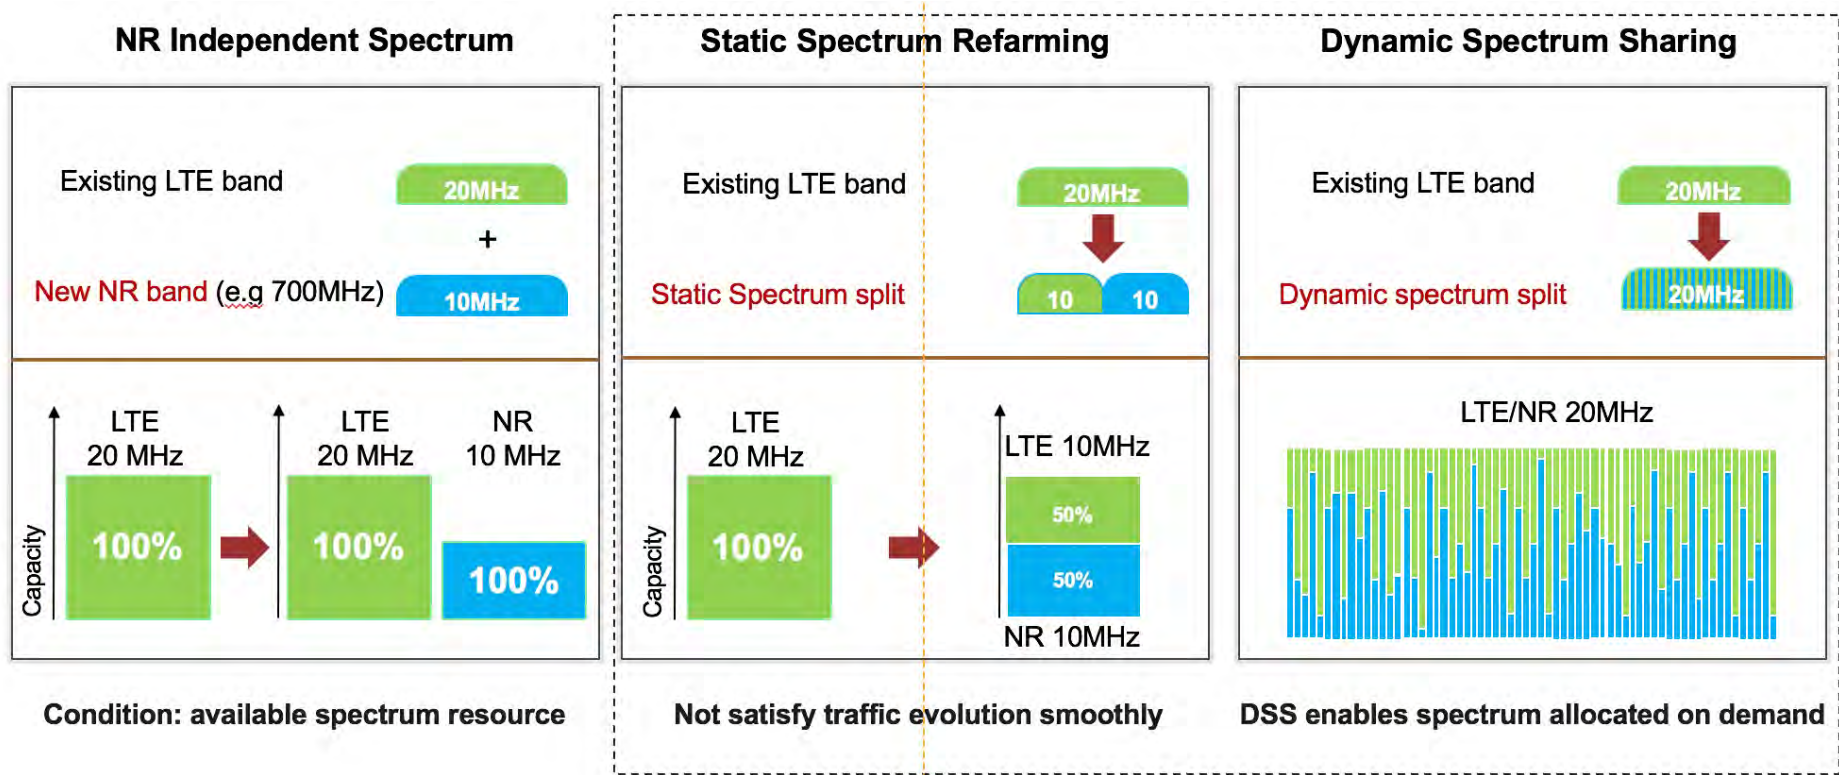 NR Independent Spectrum
Existing LTE band
20MHz
+
New NR band (e.g 700MHz)
10MHz
Capacity
LTE
20 MHz
100%
LTE
20 MHz
100%
NR
10 MHz
100%
Condition: available spectrum resource
Static Spectrum Refarming
Existing LTE band
20MHz
Static Spectrum split
10
10
Capacity
LTE
20 MHz
100%
LTE 10MHz
50%
50%
NR 10MHz
Not satisfy traffic evolution smoothly
Dynamic Spectrum Sharing
Existing LTE band
20MHz
Dynamic spectrum split
20MHz
LTE/NR 20MHz
DSS enables spectrum allocated on demand